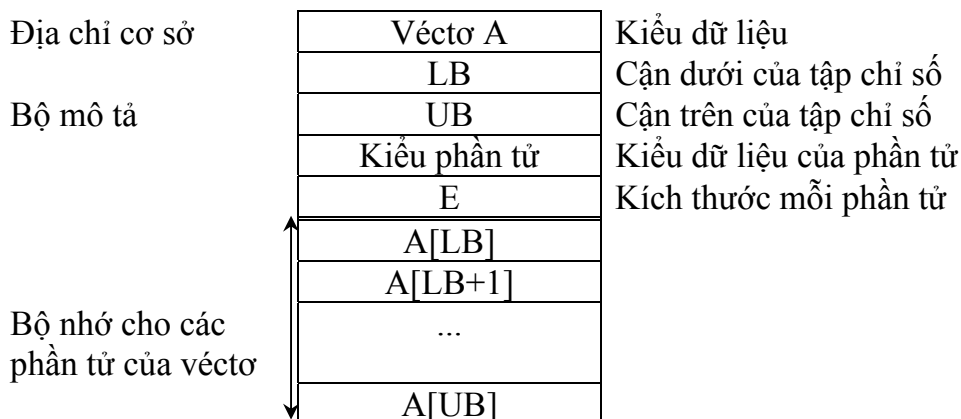 Địa chỉ cơ sở Véctơ A Kiểu dữ liệu
LB Cận dưới của tập chỉ số
Bộ mô tả UB Cận trên của tập chỉ số
Kiểu phần tử Kiểu dữ liệu của phần tử
E Kích thước mỗi phần tử
A[LB]
A[LB+1]
Bộ nhớ cho các ...
phần tử của véctơ
A[UB]